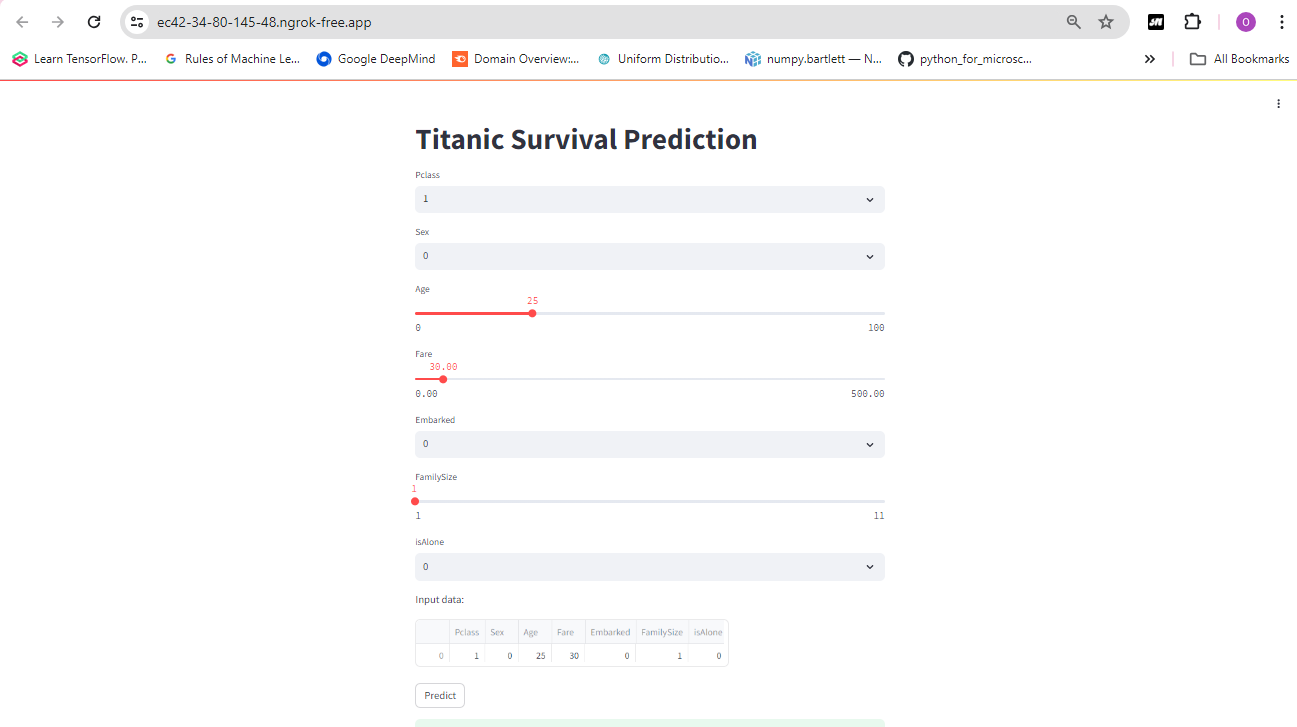 ec42-34-80-145-48.ngrok-free.app
O
Learn TensorFlow. P... Rules of Machine Le... Google DeepMind Domain Overview:... Uniform Distributio... numpy.bartlett — N... python_for_microsc... » All Bookmarks
Titanic Survival Prediction
Pclass
1
Sex
0
Age
25
0 100
Fare
30.00
0.00 500.00
Embarked
0
FamilySize
1
1 11
isAlone
0
Input data:
Pclass Sex Age Fare Embarked FamilySize isAlone
0 1 0 25 30 0 1 0
Predict